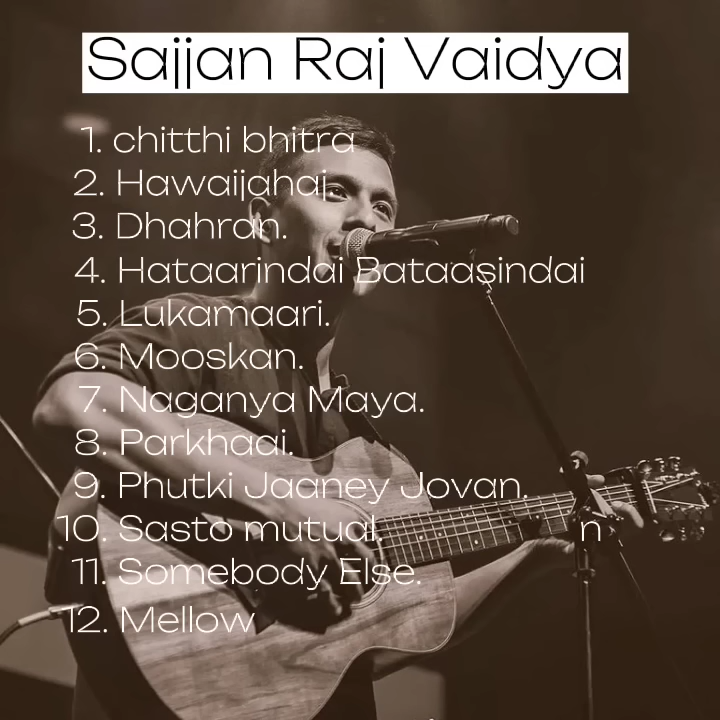 Sajjan Raj Vaidya
1. chitthi bhitra
2. Hawaijahaj
3. Dhahran.
4. Hataarindai Bataasindai
5. Lukamaari.
6. Mooskan.
7. Naganya Maya.
8. Parkhaai.
9. Phutki Jaaney Jovan.
10. Sasto mutual. n
11. Somebody Else.
12. Mellow